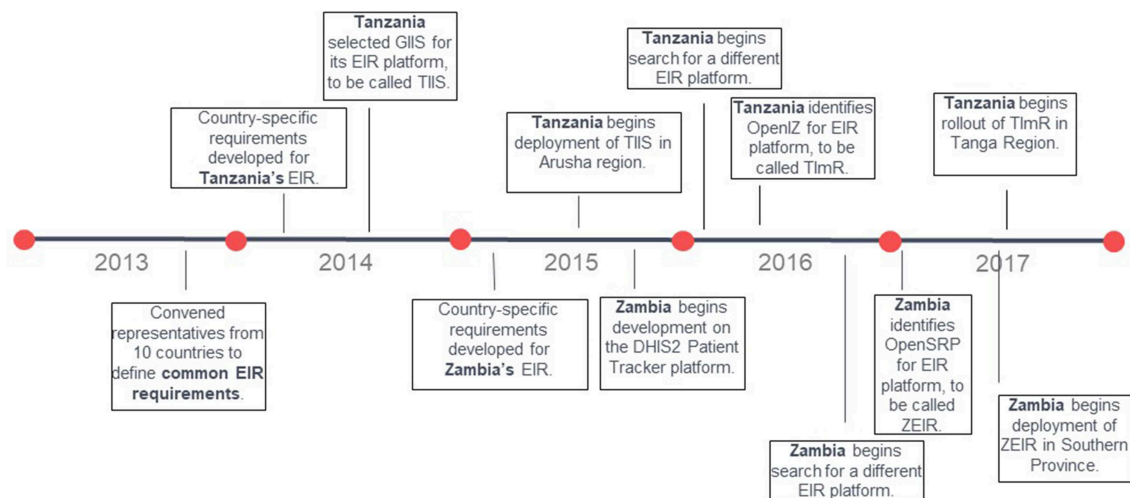 Tanzania
selected GIIS for
its EIR platform,
to be called TIIS.
Tanzania begins
search for a different
EIR platform.
Country-specific
requirements
developed for
Tanzania's EIR.
Tanzania begins
deployment of TIIS in
Arusha region.
Tanzania identifies
OpenIZ for EIR
platform, to be
called TImR.
Tanzania begins
rollout of TImR in
Tanga Region.
2013
2014
2015
2016
2017
Convened
representatives from
10 countries to
define common EIR
requirements.
Country-specific
requirements
developed for
Zambia's EIR.
Zambia begins
development on
the DHIS2 Patient
Tracker platform.
Zambia begins
search for a different
EIR platform.
Zambia
identifies
OpenSRP
for EIR
platform, to
be called
ZEIR.
Zambia begins
deployment of
ZEIR in Southern
Province.